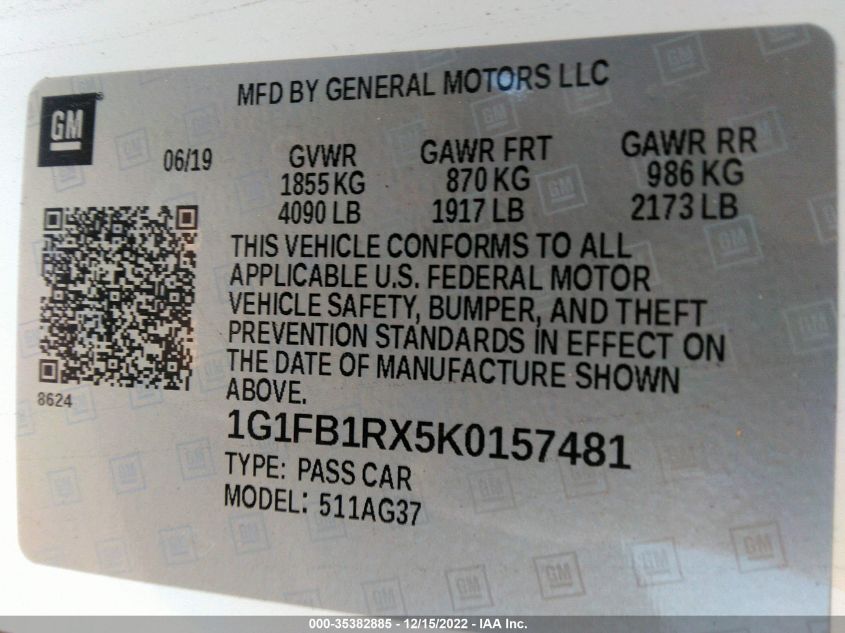 MFD BY GENERAL MOTORS LLC
GM
06/19 GVWR GAWR FRT GAWR RR
1855 KG 870 KG 986 KG
4090 LB 1917 LB 2173 LB
THIS VEHICLE CONFORMS TO ALL
APPLICABLE U.S. FEDERAL MOTOR
VEHICLE SAFETY, BUMPER, AND THEFT
PREVENTION STANDARDS IN EFFECT ON
THE DATE OF MANUFACTURE SHOWN
ABOVE.
8624
1G1FB1RX5K0157481
TYPE: PASS CAR
MODEL: 511AG37
000-35382885 - 12/15/2022 - IAA Inc.